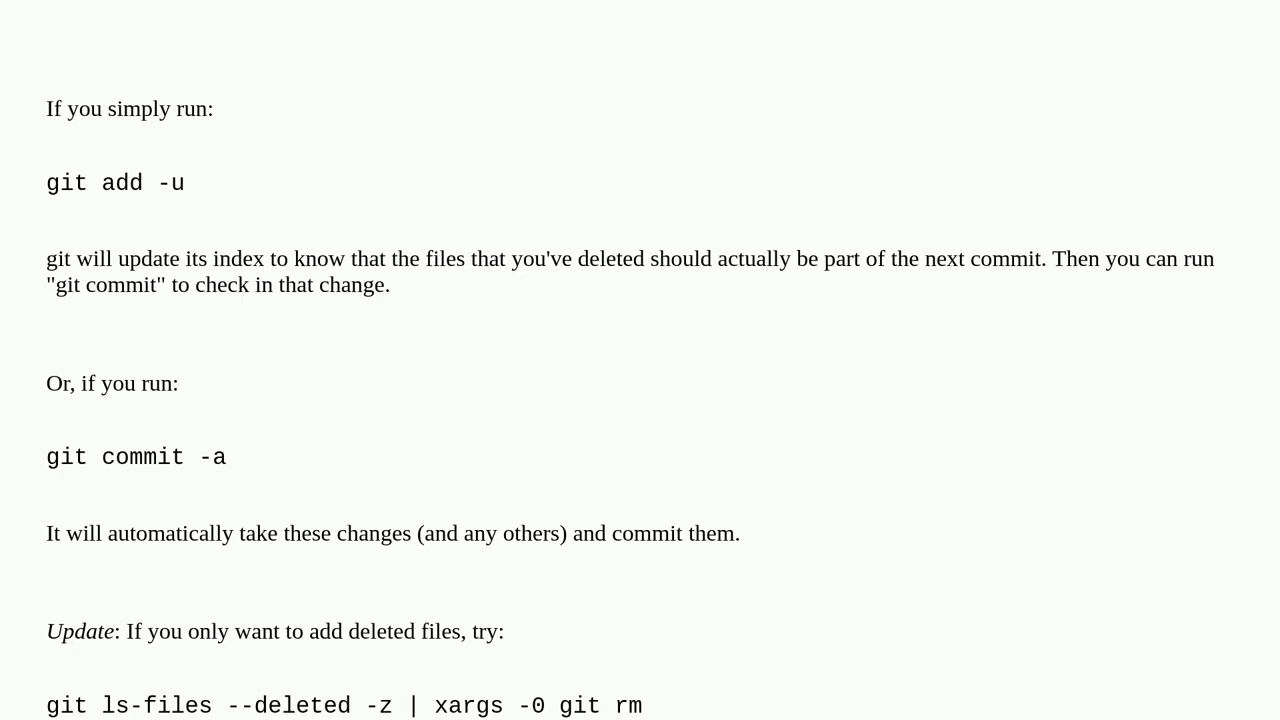 If you simply run:
git add -u
git will update its index to know that the files that you've deleted should actually be part of the next commit. Then you can run
"git commit" to check in that change.
Or, if you run:
git commit -a
It will automatically take these changes (and any others) and commit them.
Update: If you only want to add deleted files, try:
git ls-files --deleted -z | xargs -0 git rm